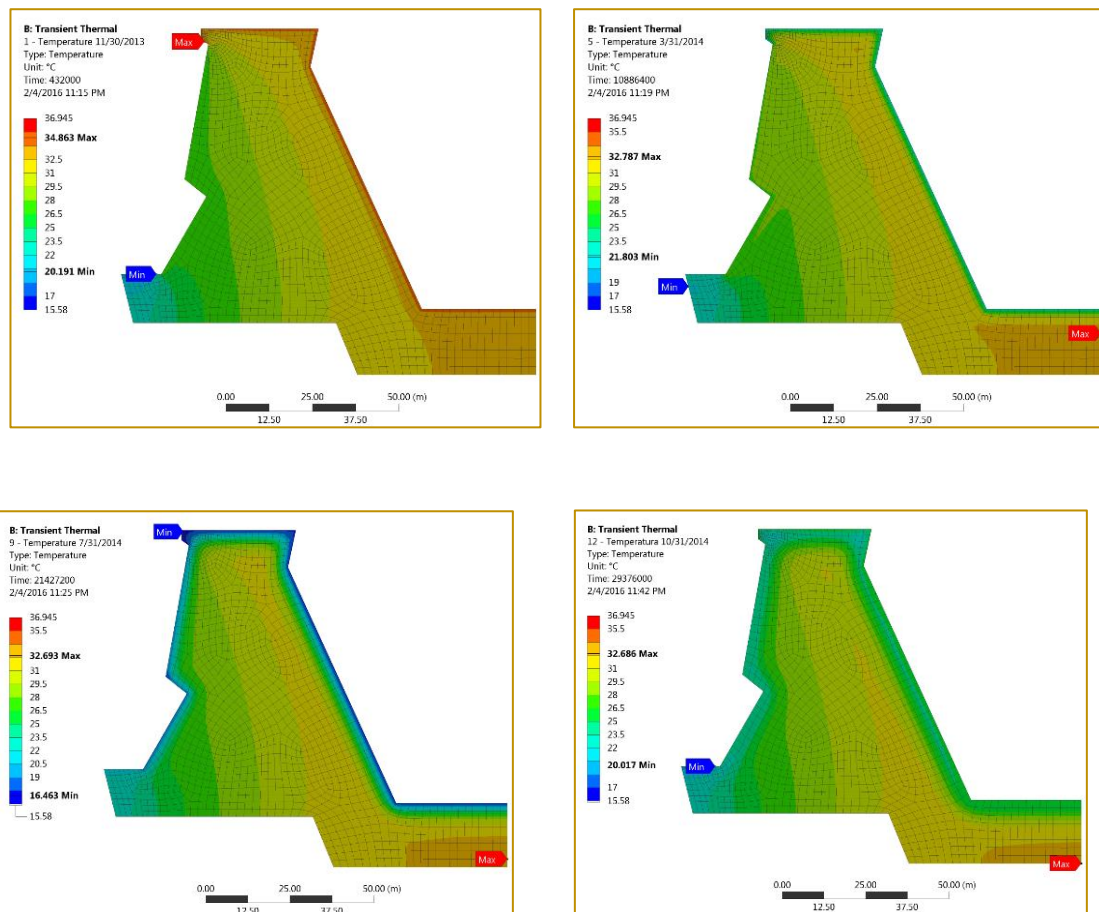 B: Transient Thermal
1 - Temperature 11/30/2013
Type: Temperature
Unit: °C
Time: 432000
2/4/2016 11:15 PM
36.945
34.863 Max
32.5
31
29.5
28
26.5
25
23.5
22
20.191 Min
17
15.58
Max
Min
0.00 25.00 50.00 (m)
12.50 37.50
B: Transient Thermal
5 - Temperature 3/31/2014
Type: Temperature
Unit: °C
Time: 10886400
2/4/2016 11:19 PM
36.945
35.5
32.787 Max
31
29.5
28
26.5
25
23.5
21.803 Min
19
17
15.58
Min
Max
0.00 25.00 50.00 (m)
12.50 37.50
B: Transient Thermal
9 - Temperature 7/31/2014
Type: Temperature
Unit: °C
Time: 21427200
2/4/2016 11:25 PM
36.945
35.5
32.693 Max
31
29.5
28
26.5
25
23.5
22
20.5
19
16.463 Min
15.58
Min
Max
0.00 25.00 50.00 (m)
12.50 37.50
B: Transient Thermal
12 - Temperatura 10/31/2014
Type: Temperature
Unit: °C
Time: 29376000
2/4/2016 11:42 PM
36.945
35.5
32.686 Max
31
29.5
28
26.5
25
23.5
22
20.017 Min
17
15.58
Min
Max
0.00 25.00 50.00 (m)
12.50 37.50